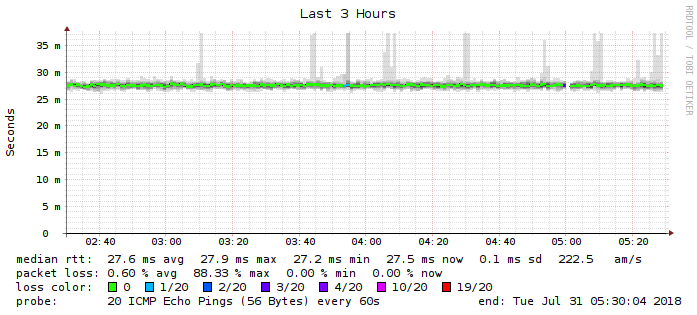 Last 3 Hours
RRDTOOL / TOBI OETIKER
Seconds
35 m
30 m
25 m
20 m
15 m
10 m
5 m
0
02:40 03:00 03:20 03:40 04:00 04:20 04:40 05:00 05:20
median rtt: 27.6 ms avg 27.9 ms max 27.2 ms min 27.5 ms now 0.1 ms sd 222.5 am/s
packet loss: 0.60 % avg 88.33 % max 0.00 % min 0.00 % now
loss color: 0 1/20 2/20 3/20 4/20 10/20 19/20
probe: 20 ICMP Echo Pings (56 Bytes) every 60s end: Tue Jul 31 05:30:04 2018